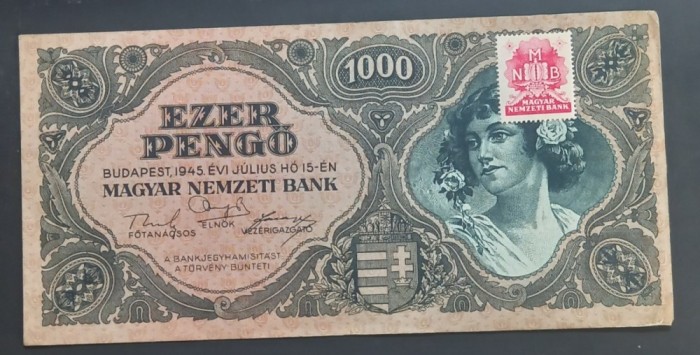 1000
EZER
PENGŐ
BUDAPEST, 1945. ÉVI JÚLIUS HÓ 15-ÉN
MAGYAR NEMZETI BANK
FŐTANÁCSOS
ELNÖK
VEZÉRIGAZGATÓ
A BANKJEGYHAMISÍTÁST
A TÖRVÉNY BÜNTETI
M
N B
MAGYAR
NEMZETI BANK